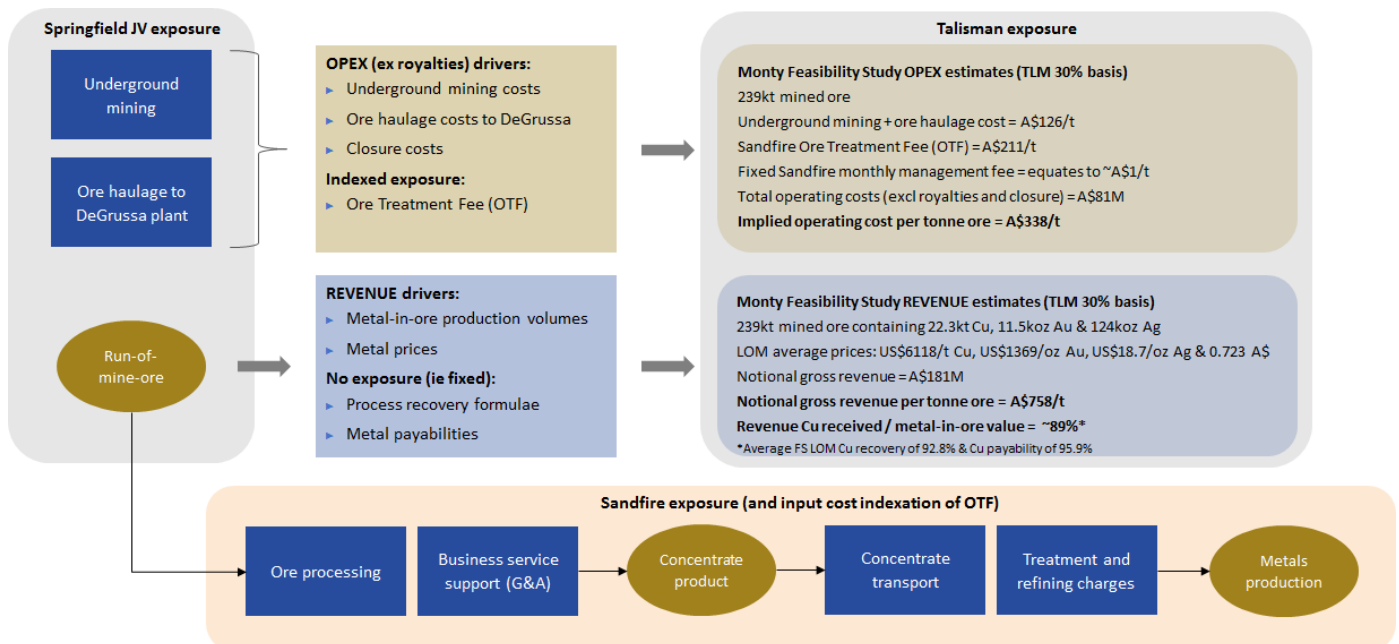 Springfield JV exposure
Underground
mining
Ore haulage to
DeGrussa plant
Run-of-
mine-ore
OPEX (ex royalties) drivers:
► Underground mining costs
► Ore haulage costs to DeGrussa
► Closure costs
Indexed exposure:
► Ore Treatment Fee (OTF)
REVENUE drivers:
► Metal-in-ore production volumes
► Metal prices
No exposure (ie fixed):
► Process recovery formulae
► Metal payabilities
Talisman exposure
Monty Feasibility Study OPEX estimates (TLM 30% basis)
239kt mined ore
Underground mining + ore haulage cost = A$126/t
Sandfire Ore Treatment Fee (OTF) = A$211/t
Fixed Sandfire monthly management fee = equates to ~A$1/t
Total operating costs (excl royalties and closure) = A$81M
Implied operating cost per tonne ore = A$338/t
Monty Feasibility Study REVENUE estimates (TLM 30% basis)
239kt mined ore containing 22.3kt Cu, 11.5koz Au & 124koz Ag
LOM average prices: US$6118/t Cu, US$1369/oz Au, US$18.7/oz Ag & 0.723 A$
Notional gross revenue = A$181M
Notional gross revenue per tonne ore = A$758/t
Revenue Cu received / metal-in-ore value = ~89%*
*Average FS LOM Cu recovery of 92.8% & Cu payability of 95.9%
Sandfire exposure (and input cost indexation of OTF)
Ore processing
Business service
support (G&A)
Concentrate
product
Concentrate
transport
Treatment and
refining charges
Metals
production